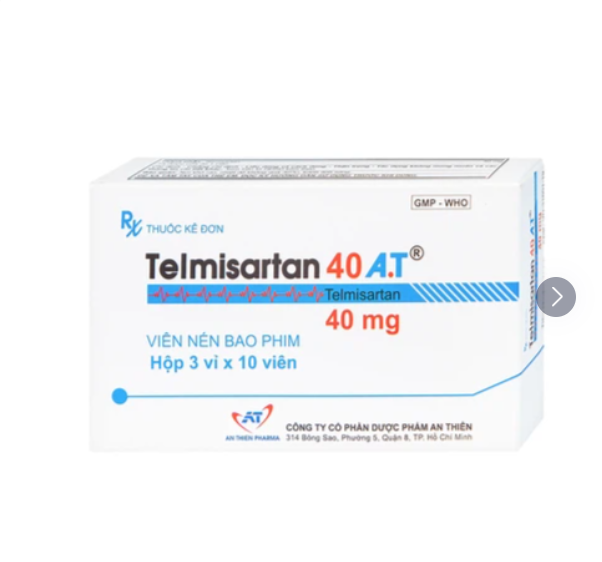 GMP - WHO
Rx THUỐC KÊ ĐƠN
Telmisartan 40 A.T®
Telmisartan
40 mg
VIÊN NÉN BAO PHIM
Hộp 3 vỉ x 10 viên
AT
AN THIEN PHARMA
CÔNG TY CỔ PHẦN DƯỢC PHẨM AN THIÊN
314 Bông Sao, Phường 5, Quận 8, TP. Hồ Chí Minh
Telmisartan 40 A.T®
40 mg